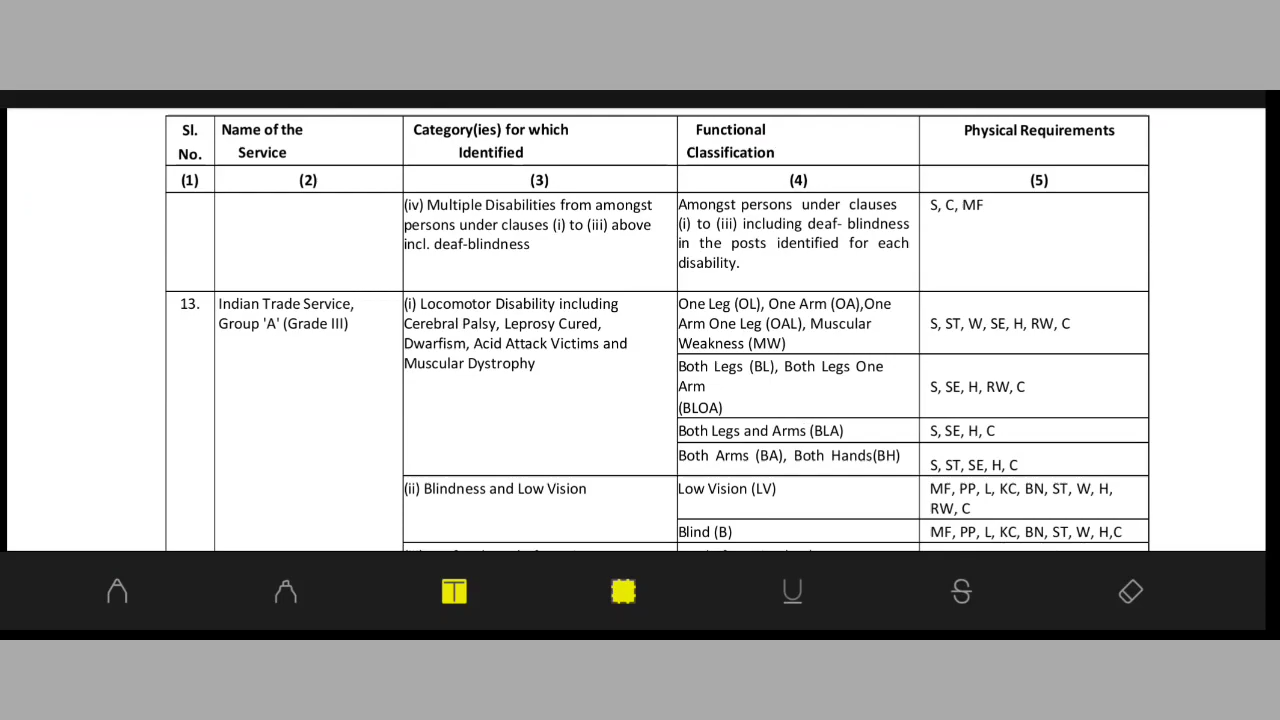 Sl. Name of the Category(ies) for which Functional Physical Requirements
No. Service Identified Classification
(1) (2) (3) (4) (5)
(iv) Multiple Disabilities from amongst
persons under clauses (i) to (iii) above
incl. deaf-blindness
Amongst persons under clauses
(i) to (iii) including deaf- blindness
in the posts identified for each
disability.
S, C, MF
13.
Indian Trade Service,
Group 'A' (Grade III)
(i) Locomotor Disability including
Cerebral Palsy, Leprosy Cured,
Dwarfism, Acid Attack Victims and
Muscular Dystrophy
One Leg (OL), One Arm (OA),One
Arm One Leg (OAL), Muscular
Weakness (MW)
S, ST, W, SE, H, RW, C
Both Legs (BL), Both Legs One
Arm
(BLOA)
S, SE, H, RW, C
Both Legs and Arms (BLA)
S, SE, H, C
Both Arms (BA), Both Hands(BH)
S, ST, SE, H, C
(ii) Blindness and Low Vision
Low Vision (LV)
MF, PP, L, KC, BN, ST, W, H,
RW, C
Blind (B)
MF, PP, L, KC, BN, ST, W, H,C